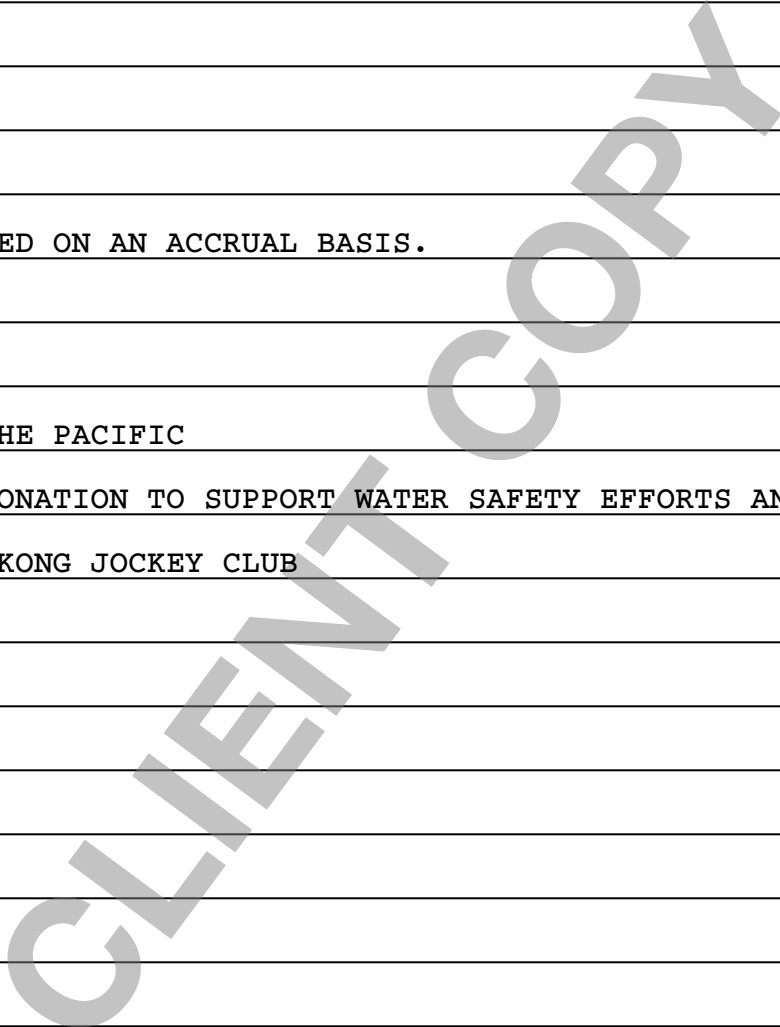 ED ON AN ACCRUAL BASIS.
HE PACIFIC
ONATION TO SUPPORT WATER SAFETY EFFORTS AN
KONG JOCKEY CLUB
CLIENT COPY